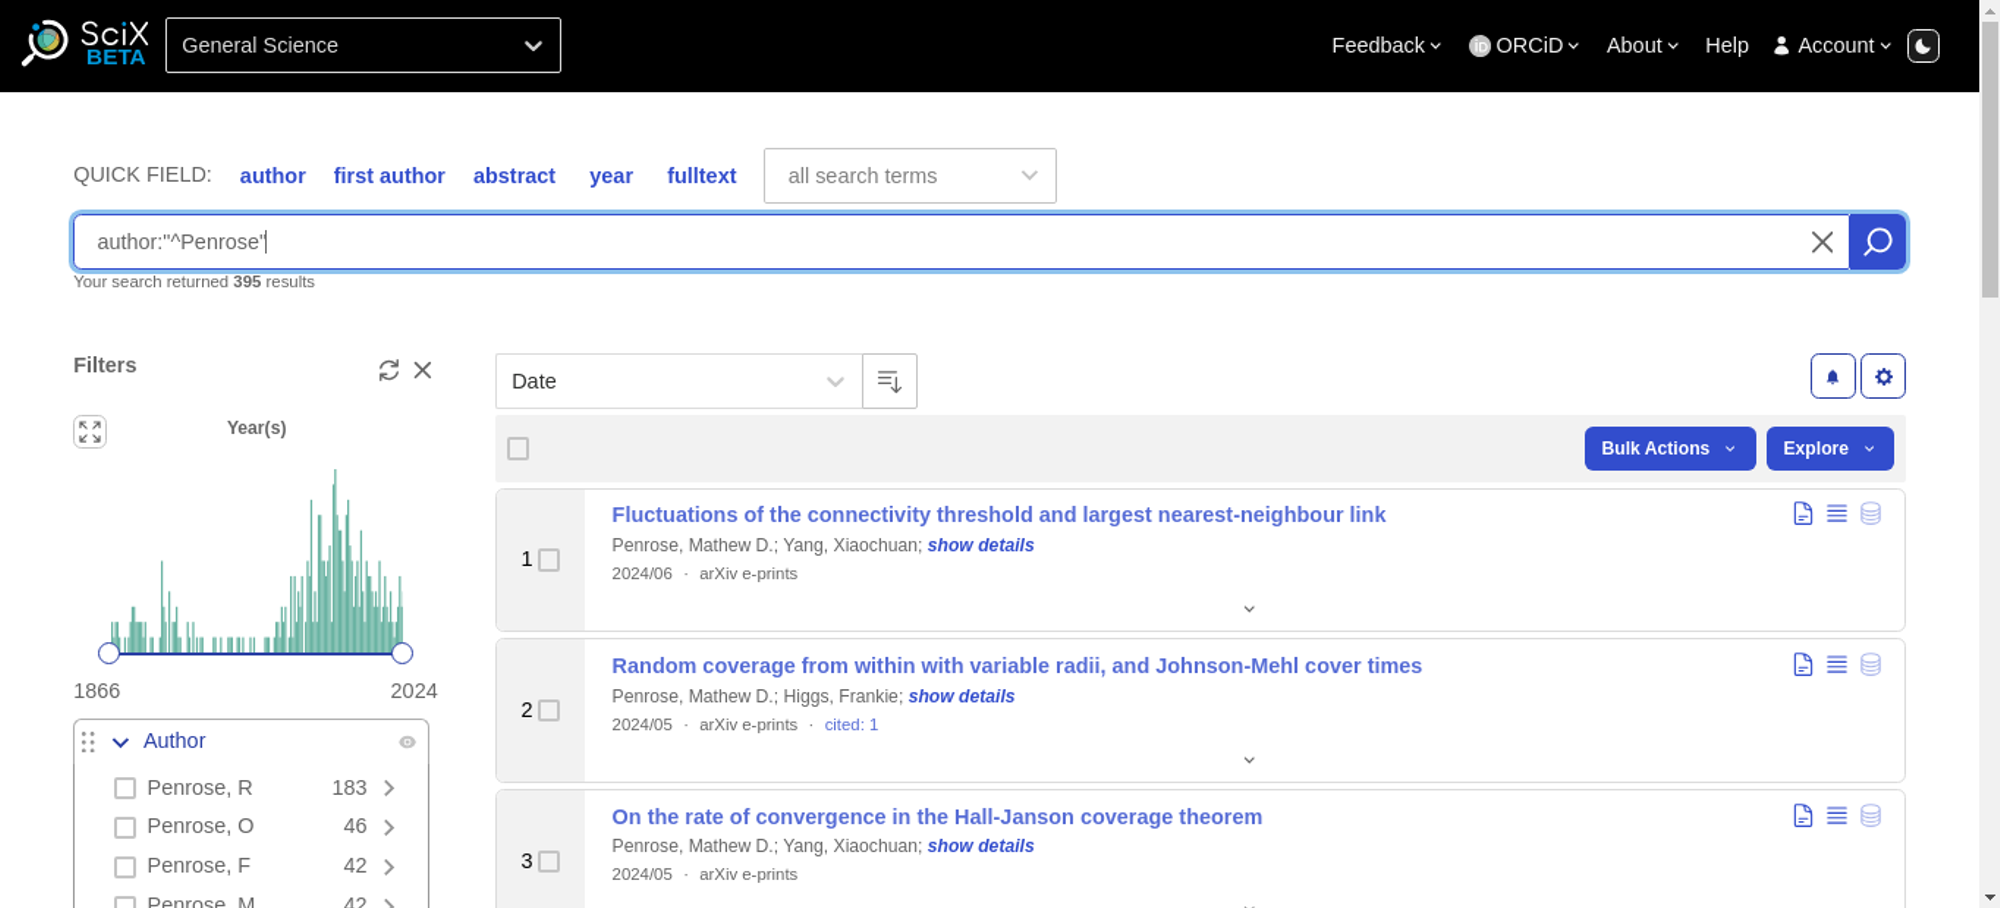 SciX
BETA
General Science
Feedback
iD ORCiD
About
Help
Account
QUICK FIELD:
author
first author
abstract
year
fulltext
all search terms
author:"^Penrose"
Your search returned 395 results
Filters
Year(s)
1866
2024
Author
Penrose, R 183
Penrose, O 46
Penrose, F 42
Penrose, M 42
Date
Bulk Actions
Explore
1
Fluctuations of the connectivity threshold and largest nearest-neighbour link
Penrose, Mathew D.; Yang, Xiaochuan; show details
2024/06 · arXiv e-prints
2
Random coverage from within with variable radii, and Johnson-Mehl cover times
Penrose, Mathew D.; Higgs, Frankie; show details
2024/05 · arXiv e-prints · cited: 1
3
On the rate of convergence in the Hall-Janson coverage theorem
Penrose, Mathew D.; Yang, Xiaochuan; show details
2024/05 · arXiv e-prints